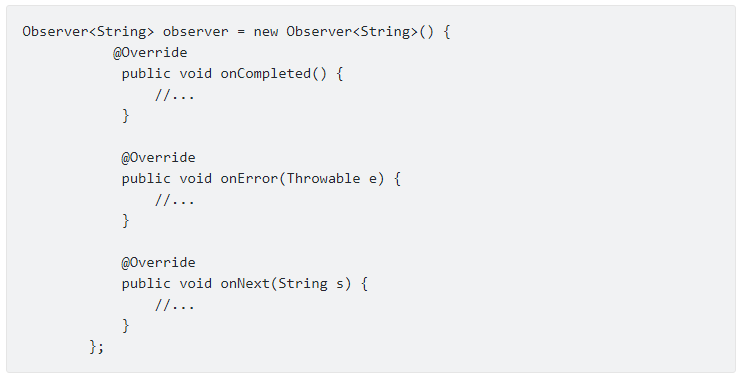 Observer<String> observer = new Observer<String>() {
@Override
public void onCompleted() {
//...
}
@Override
public void onError(Throwable e) {
//...
}
@Override
public void onNext(String s) {
//...
}
};